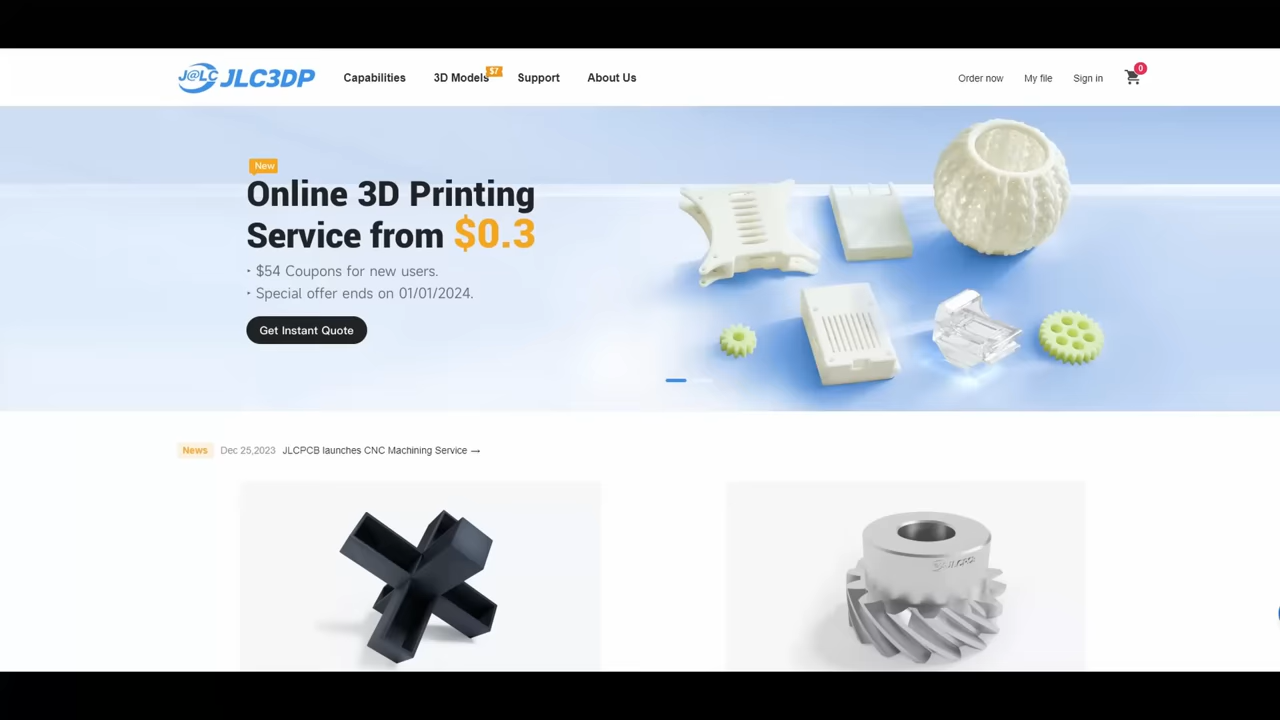 J@LC JLC3DP
Capabilities
3D Models
$7
Support
About Us
Order now
My file
Sign in
0
New
Online 3D Printing
Service from $0.3
· $54 Coupons for new users.
· Special offer ends on 01/01/2024.
Get Instant Quote
News
Dec 25,2023
JLCPCB launches CNC Machining Service →